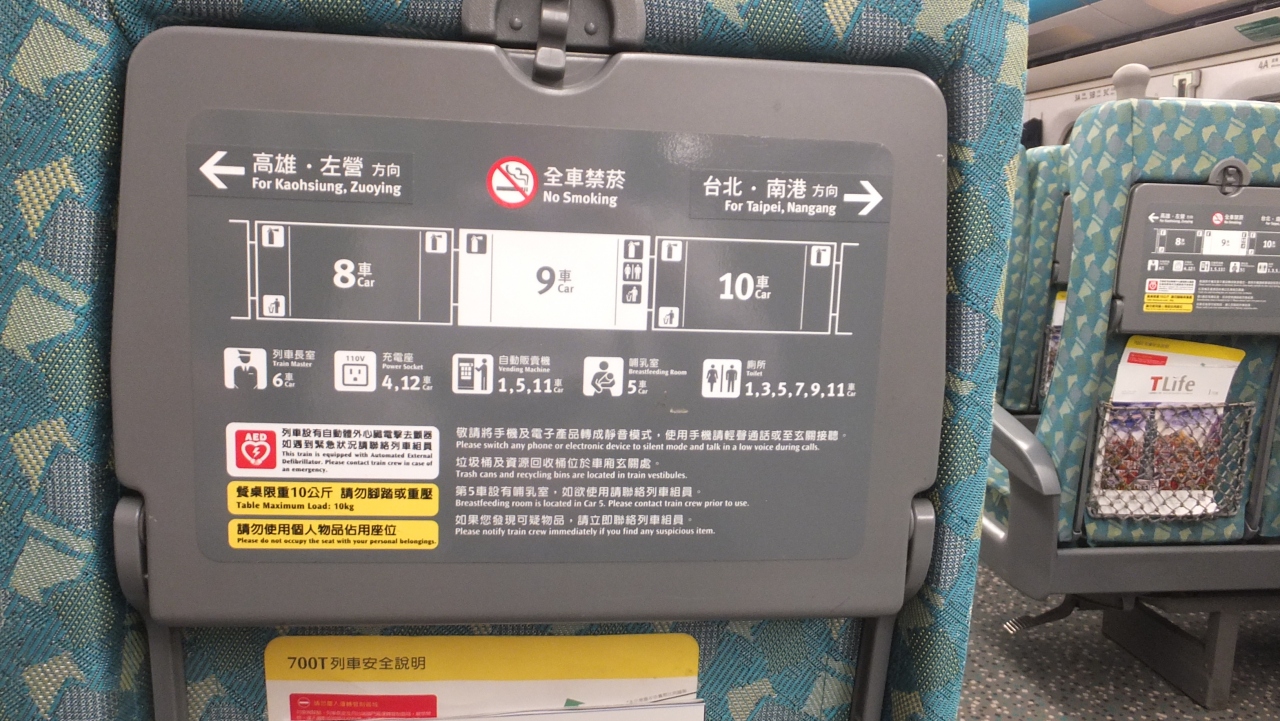 高雄・左營 方向
For Kaohsiung, Zuoying
全車禁菸
No Smoking
台北・南港 方向
For Taipei, Nangang
8車
Car
9車
Car
10車
Car
列車長室
Train Master
6車
Car
110V
充電座
Power Socket
4,12車
Car
自動販賣機
Vending Machine
1,5,11車
Car
哺乳室
Breastfeeding Room
5車
Car
廁所
Toilet
1,3,5,7,9,11車
Car
AED
列車設有自動體外心臟電擊去顫器
如遇到緊急狀況請聯絡列車組員
This train is equipped with Automated External
Defibrillator. Please contact train crew in case of
an emergency.
餐桌限重10公斤 請勿腳踏或重壓
Table Maximum Load: 10kg
請勿使用個人物品佔用座位
Please do not occupy the seat with your personal belongings.
敬請將手機及電子產品轉成靜音模式，使用手機請輕聲通話或至玄關接聽。
Please switch any phone or electronic device to silent mode and talk in a low voice during calls.
垃圾桶及資源回收桶位於車廂玄關處。
Trash cans and recycling bins are located in train vestibules.
第5車設有哺乳室，如欲使用請聯絡列車組員。
Breastfeeding room is located in Car 5. Please contact train crew prior to use.
如果您發現可疑物品，請立即聯絡列車組員。
Please notify train crew immediately if you find any suspicious item.
700T列車安全說明
高雄・左營
No Smoking
8
9
10
TLife